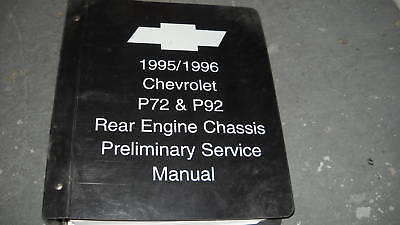 1995/1996
Chevrolet
P72 & P92
Rear Engine Chassis
Preliminary Service
Manual